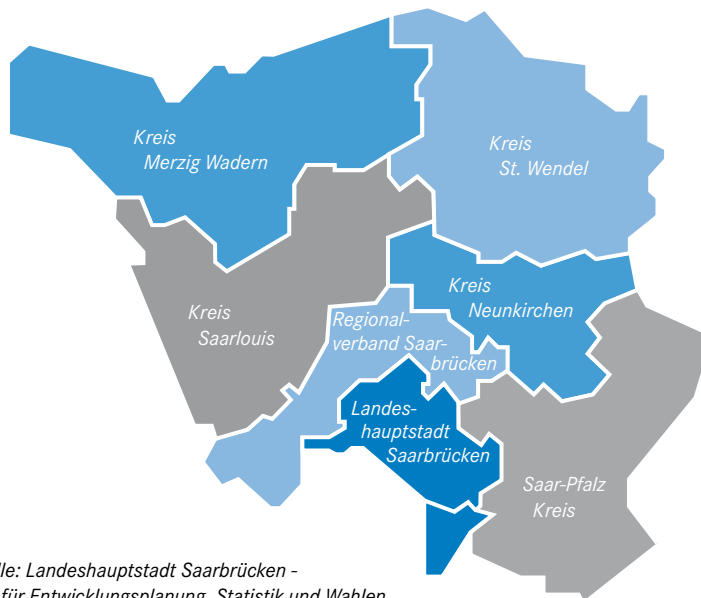 Kreis
Merzig Wadern
Kreis
St. Wendel
Kreis
Saarlouis
Kreis
Neunkirchen
Regional-
verband Saar-
brücken
Landes-
hauptstadt
Saarbrücken
Saar-Pfalz
Kreis
lle: Landeshauptstadt Saarbrücken -
für Entwicklungsplanung, Statistik und Wahlen